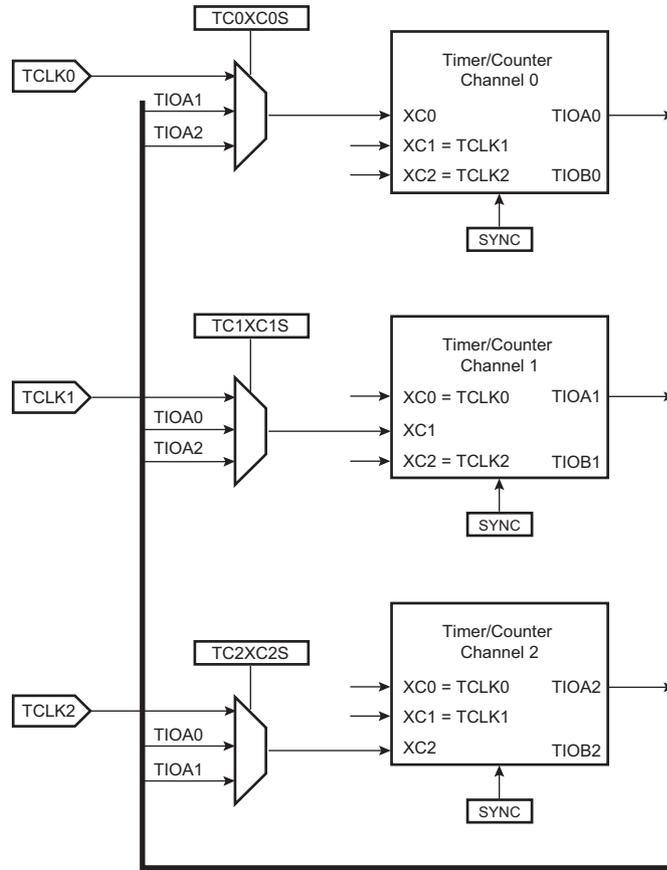 TC0XC0S
TCLK0
TIOA1
TIOA2
Timer/Counter
Channel 0
XC0
TIOA0
XC1 = TCLK1
XC2 = TCLK2
TIOB0
SYNC
TC1XC1S
TCLK1
TIOA0
TIOA2
Timer/Counter
Channel 1
XC0 = TCLK0
TIOA1
XC1
XC2 = TCLK2
TIOB1
SYNC
TC2XC2S
TCLK2
TIOA0
TIOA1
Timer/Counter
Channel 2
XC0 = TCLK0
TIOA2
XC1 = TCLK1
XC2
TIOB2
SYNC